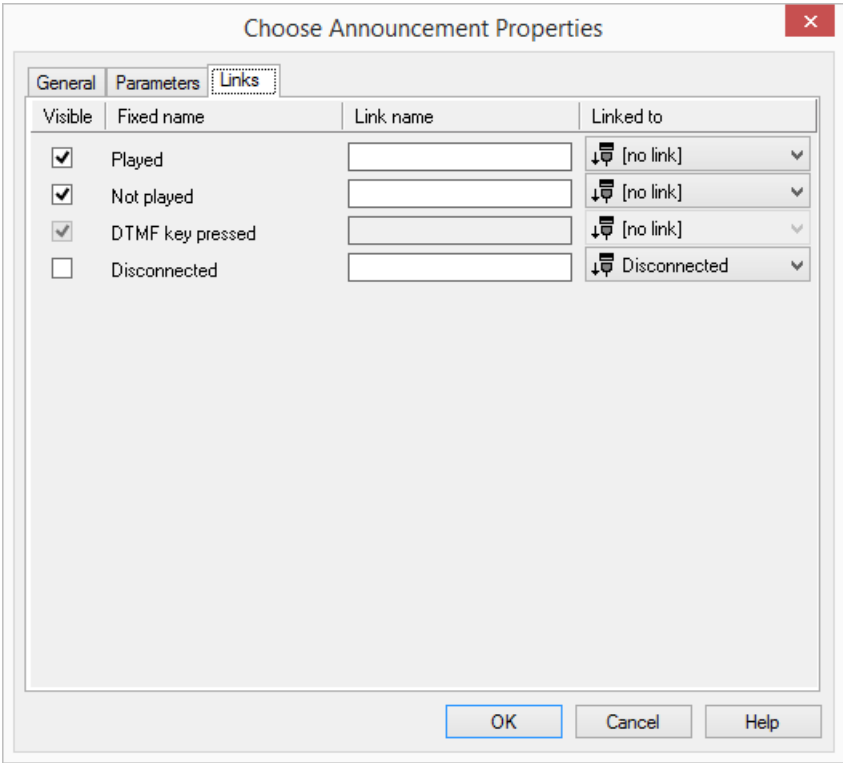 Choose Announcement Properties
General Parameters Links
Visible Fixed name Link name Linked to
Played [no link]
Not played [no link]
DTMF key pressed [no link]
Disconnected Disconnected
OK Cancel Help